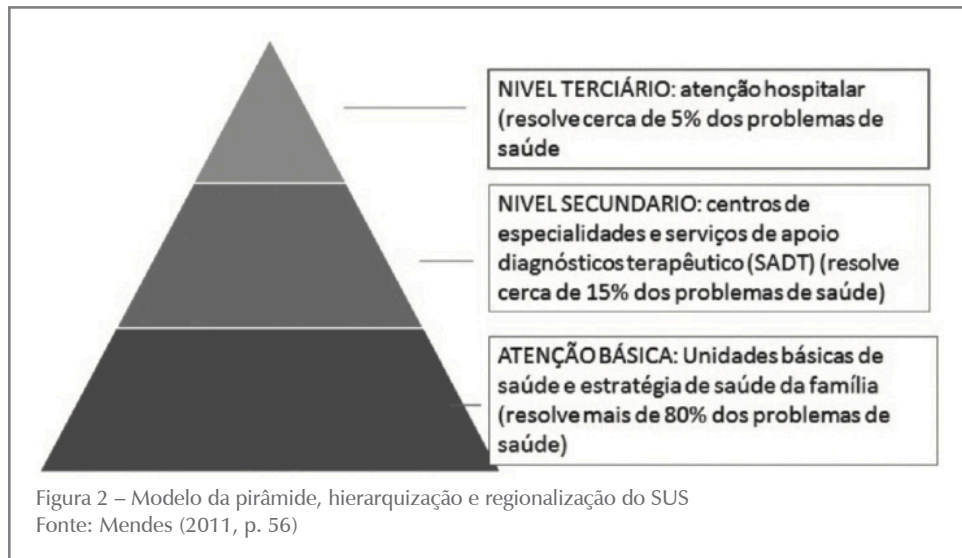 NIVEL TERCIÁRIO: atenção hospitalar
(resolve cerca de 5% dos problemas de
saúde
NIVEL SECUNDARIO: centros de
especialidades e serviços de apoio
diagnósticos terapêutico (SADT) (resolve
cerca de 15% dos problemas de saúde)
ATENÇÃO BÁSICA: Unidades básicas de
saúde e estratégia de saúde da família
(resolve mais de 80% dos problemas de
saúde)
Figura 2 – Modelo da pirâmide, hierarquização e regionalização do SUS
Fonte: Mendes (2011, p. 56)